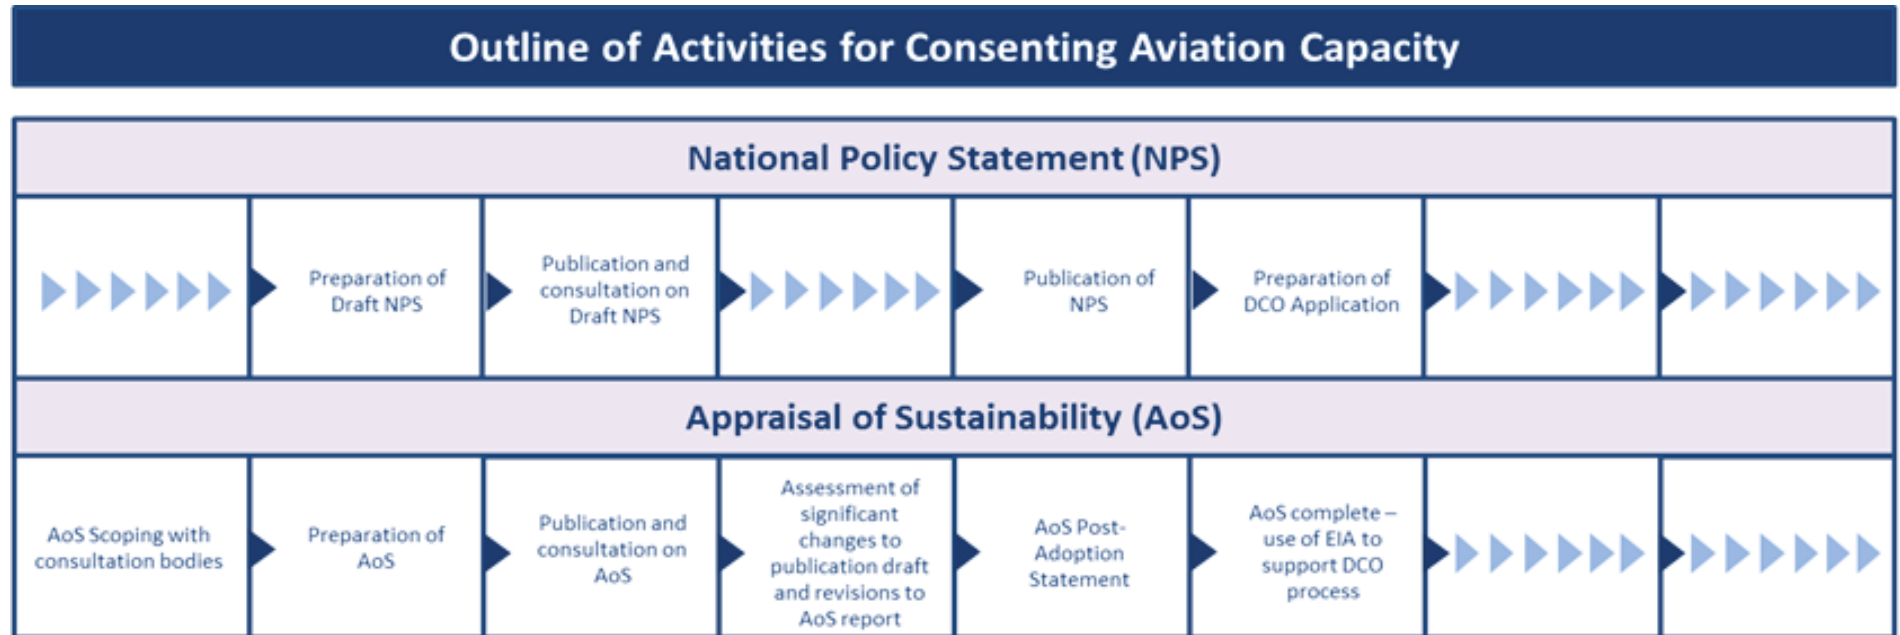 Outline of Activities for Consenting Aviation Capacity
National Policy Statement (NPS)
Preparation of
Draft NPS
Publication and
consultation on
Draft NPS
Publication of
NPS
Preparation of
DCO Application
Appraisal of Sustainability (AoS)
AoS Scoping with
consultation bodies
Preparation of
AoS
Publication and
consultation on
AoS
Assessment of
significant
changes to
publication draft
and revisions to
AoS report
AoS Post-
Adoption
Statement
AoS complete –
use of EIA to
support DCO
process